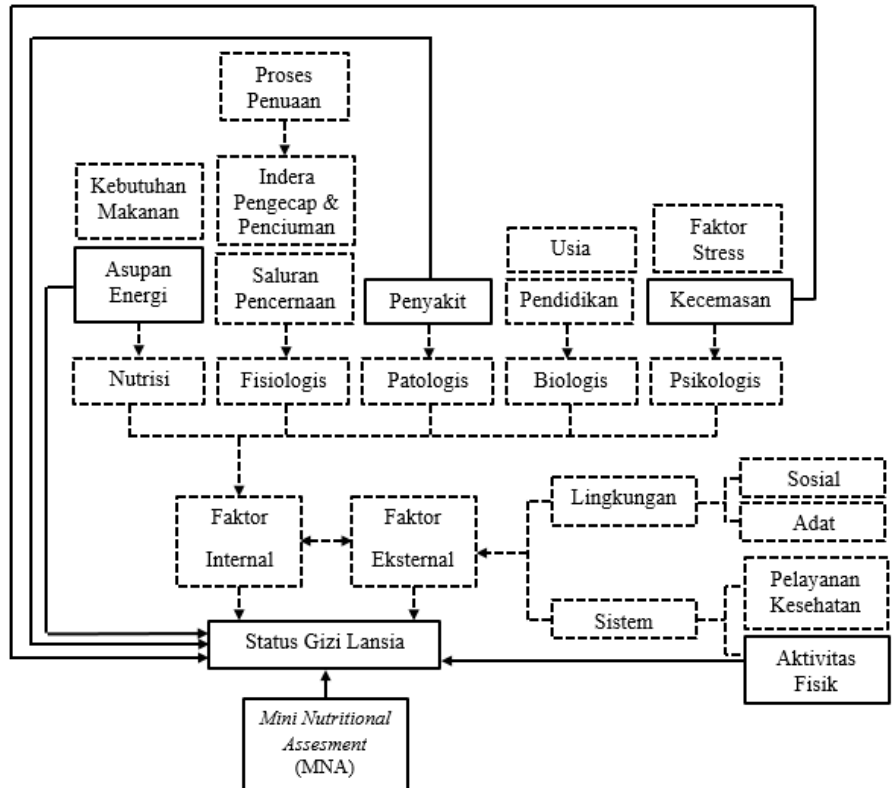 Proses
Penuaan
Kebutuhan
Makanan
Indera
Pengecap &
Penciuman
Usia
Faktor
Stress
Asupan
Energi
Saluran
Pencernaan
Penyakit
Pendidikan
Kecemasan
Nutrisi
Fisiologis
Patologis
Biologis
Psikologis
Faktor
Internal
Faktor
Eksternal
Lingkungan
Sosial
Adat
Sistem
Pelayanan
Kesehatan
Aktivitas
Fisik
Status Gizi Lansia
Mini Nutritional
Assesment
(MNA)